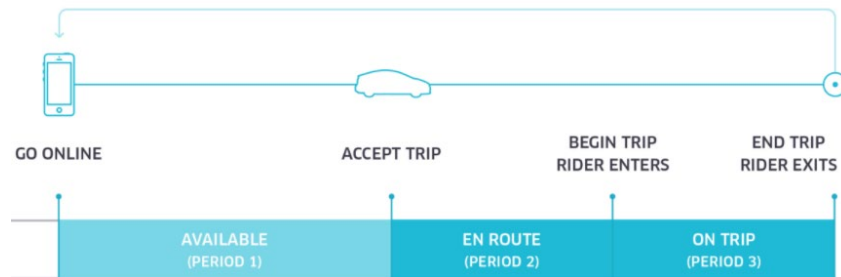 GO ONLINE
ACCEPT TRIP
BEGIN TRIP
RIDER ENTERS
END TRIP
RIDER EXITS
AVAILABLE
(PERIOD 1)
EN ROUTE
(PERIOD 2)
ON TRIP
(PERIOD 3)